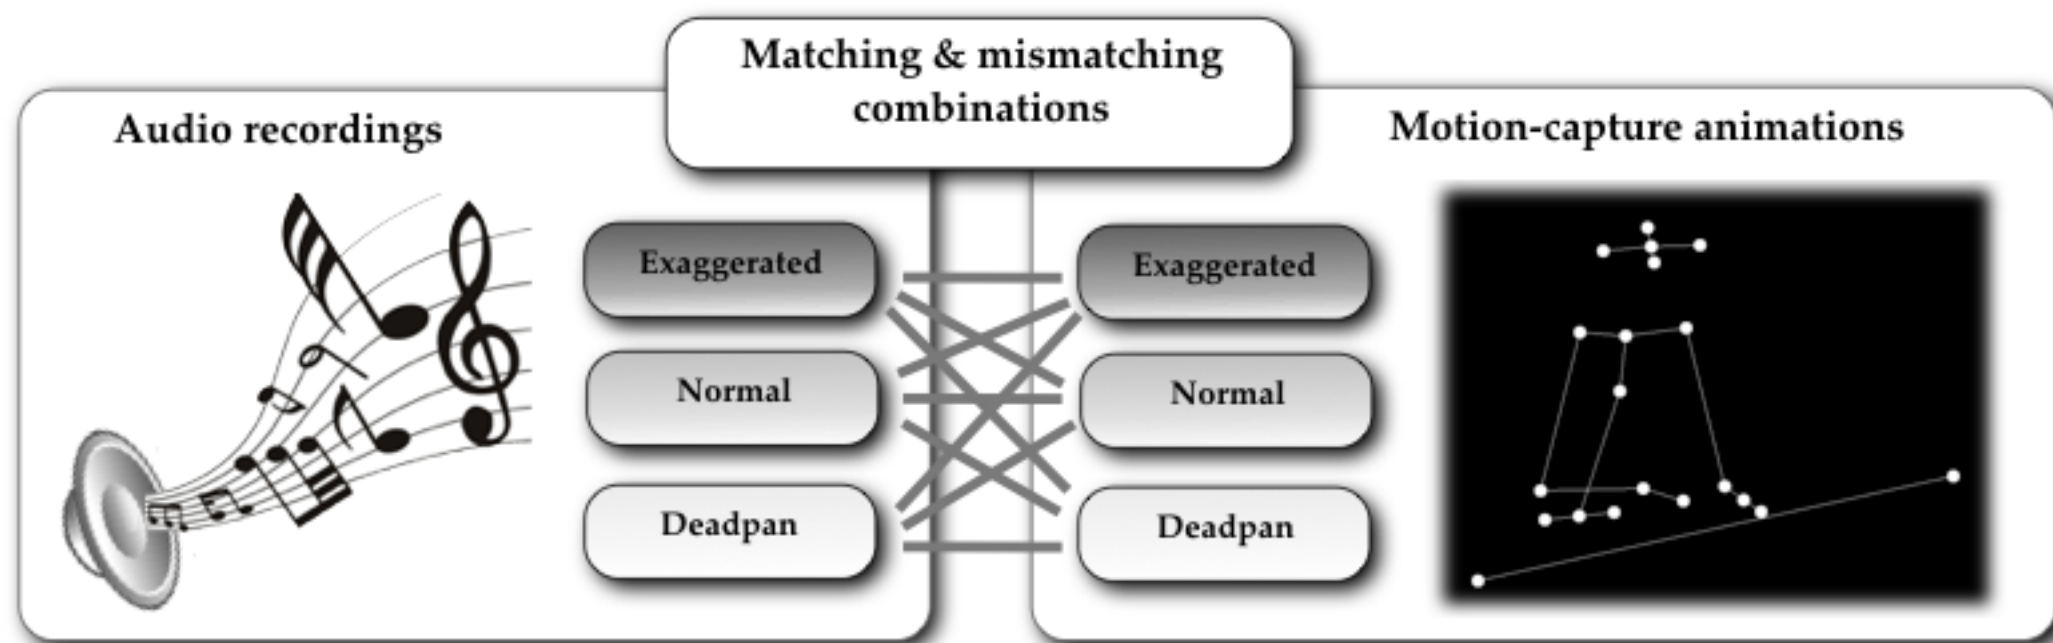 Matching & mismatching
combinations
Audio recordings
Motion-capture animations
Exaggerated
Normal
Deadpan
Exaggerated
Normal
Deadpan